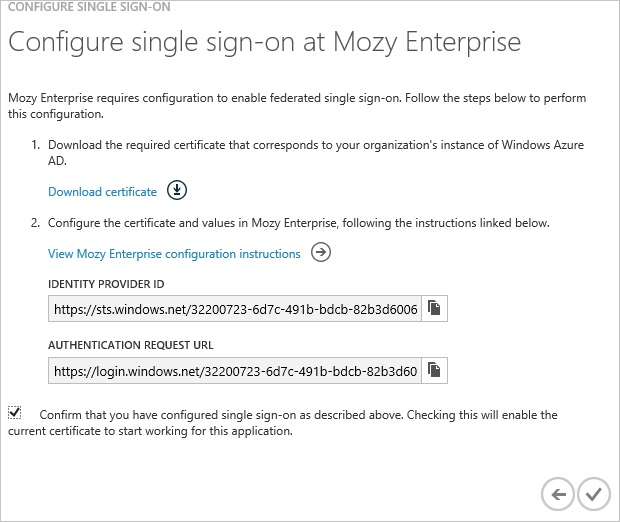 CONFIGURE SINGLE SIGN-ON
Configure single sign-on at Mozy Enterprise
Mozy Enterprise requires configuration to enable federated single sign-on. Follow the steps below to perform
this configuration.
1. Download the required certificate that corresponds to your organization's instance of Windows Azure
AD.
Download certificate
2. Configure the certificate and values in Mozy Enterprise, following the instructions linked below.
View Mozy Enterprise configuration instructions
IDENTITY PROVIDER ID
https://sts.windows.net/32200723-6d7c-491b-bdcb-82b3d6006
AUTHENTICATION REQUEST URL
https://login.windows.net/32200723-6d7c-491b-bdcb-82b3d60
Confirm that you have configured single sign-on as described above. Checking this will enable the
current certificate to start working for this application.